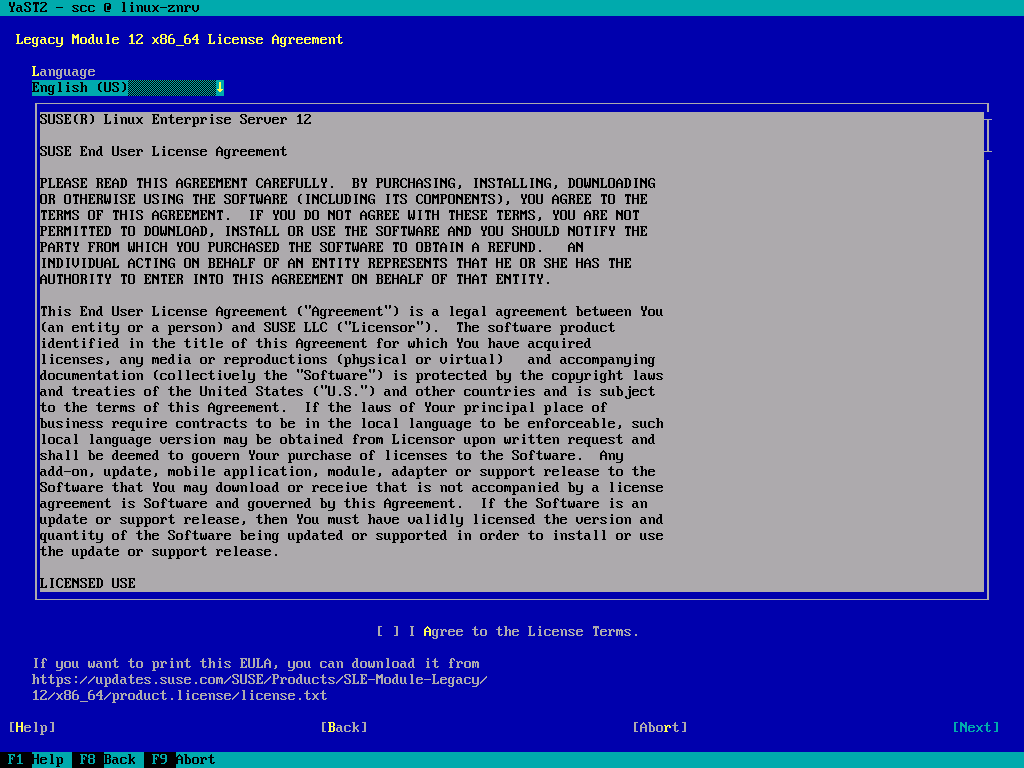 YaST2 - scc @ linux-znrv
Legacy Module 12 x86_64 License Agreement
Language
English (US) ↓
SUSE(R) Linux Enterprise Server 12
SUSE End User License Agreement
PLEASE READ THIS AGREEMENT CAREFULLY.  BY PURCHASING, INSTALLING, DOWNLOADING
OR OTHERWISE USING THE SOFTWARE (INCLUDING ITS COMPONENTS), YOU AGREE TO THE
TERMS OF THIS AGREEMENT.  IF YOU DO NOT AGREE WITH THESE TERMS, YOU ARE NOT
PERMITTED TO DOWNLOAD, INSTALL OR USE THE SOFTWARE AND YOU SHOULD NOTIFY THE
PARTY FROM WHICH YOU PURCHASED THE SOFTWARE TO OBTAIN A REFUND.   AN
INDIVIDUAL ACTING ON BEHALF OF AN ENTITY REPRESENTS THAT HE OR SHE HAS THE
AUTHORITY TO ENTER INTO THIS AGREEMENT ON BEHALF OF THAT ENTITY.
This End User License Agreement ("Agreement") is a legal agreement between You
(an entity or a person) and SUSE LLC ("Licensor").  The software product
identified in the title of this Agreement for which You have acquired
licenses, any media or reproductions (physical or virtual)   and accompanying
documentation (collectively the "Software") is protected by the copyright laws
and treaties of the United States ("U.S.") and other countries and is subject
to the terms of this Agreement.  If the laws of Your principal place of
business require contracts to be in the local language to be enforceable, such
local language version may be obtained from Licensor upon written request and
shall be deemed to govern Your purchase of licenses to the Software.  Any
add-on, update, mobile application, module, adapter or support release to the
Software that You may download or receive that is not accompanied by a license
agreement is Software and governed by this Agreement.  If the Software is an
update or support release, then You must have validly licensed the version and
quantity of the Software being updated or supported in order to install or use
the update or support release.
LICENSED USE
[ ] I Agree to the License Terms.
If you want to print this EULA, you can download it from
https://updates.suse.com/SUSE/Products/SLE-Module-Legacy/
12/x86_64/product.license/license.txt
[Help] [Back] [Abort] [Next]
F1 Help F8 Back F9 Abort